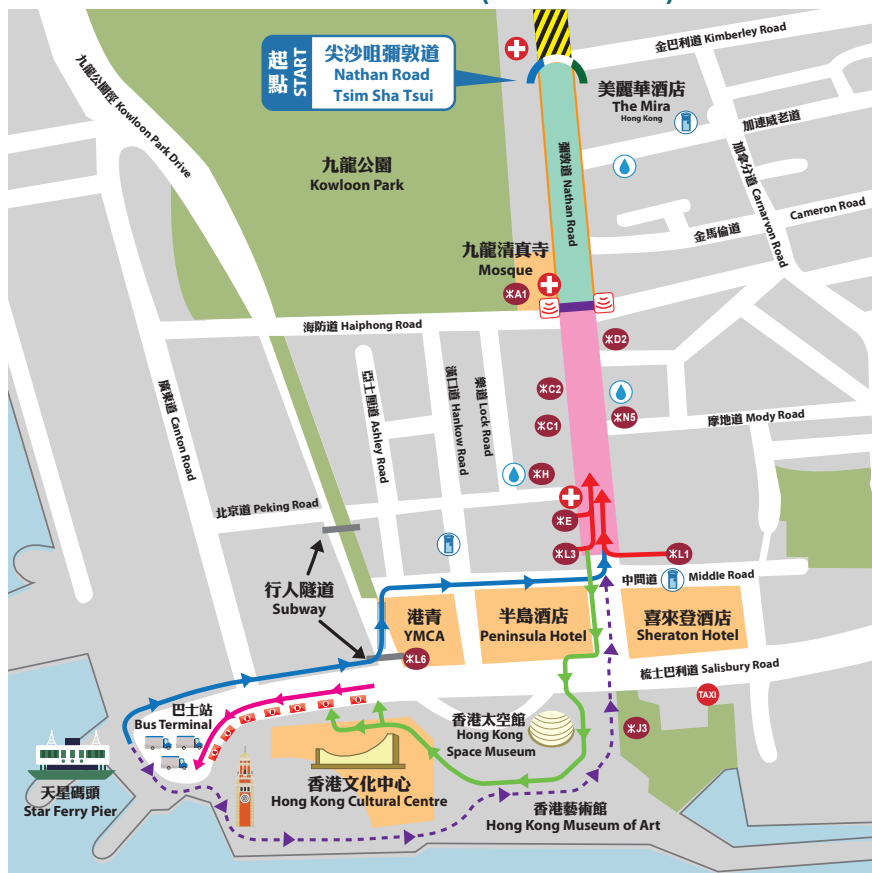 起點
START
尖沙咀彌敦道
Nathan Road
Tsim Sha Tsui
金巴利道 Kimberley Road
美麗華酒店
The Mira
Hong Kong
加連威老道
加拿分道 Carnarvon Road
九龍公園徑 Kowloon Park Drive
九龍公園
Kowloon Park
彌敦道 Nathan Road
Cameron Road
金馬倫道
九龍清真寺
Mosque
A1
海防道 Haiphong Road
D2
亞士厘道 Ashley Road
漢口道 Hankow Road
樂道 Lock Road
廣東道 Canton Road
C2
C1
N5
摩地道 Mody Road
H
北京道 Peking Road
E
L3
L1
行人隧道
Subway
中間道 Middle Road
港青
YMCA
半島酒店
Peninsula Hotel
喜來登酒店
Sheraton Hotel
L6
梳士巴利道 Salisbury Road
TAXI
J3
巴士站
Bus Terminal
香港太空館
Hong Kong
Space Museum
天星碼頭
Star Ferry Pier
香港文化中心
Hong Kong Cultural Centre
香港藝術館
Hong Kong Museum of Art